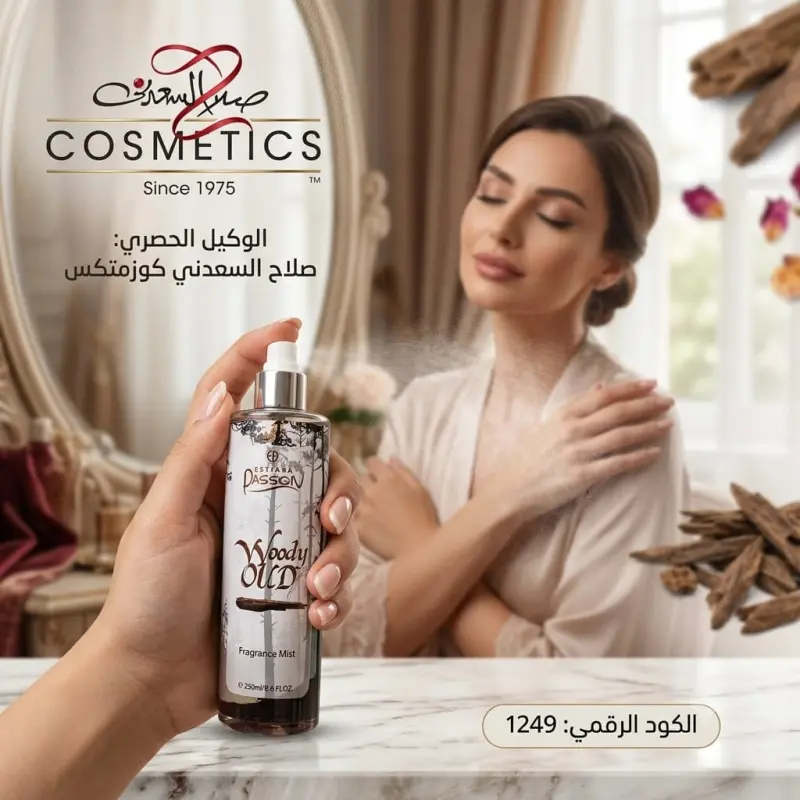 صلاح السعدني
COSMETICS
Since 1975
TM
الوكيل الحصري:
صلاح السعدني كوزمتكس
ESTIARA
PASSON
Woody
OUD
Fragrance Mist
℮ 250ml/8.6 FL.OZ.
الكود الرقمي: 1249